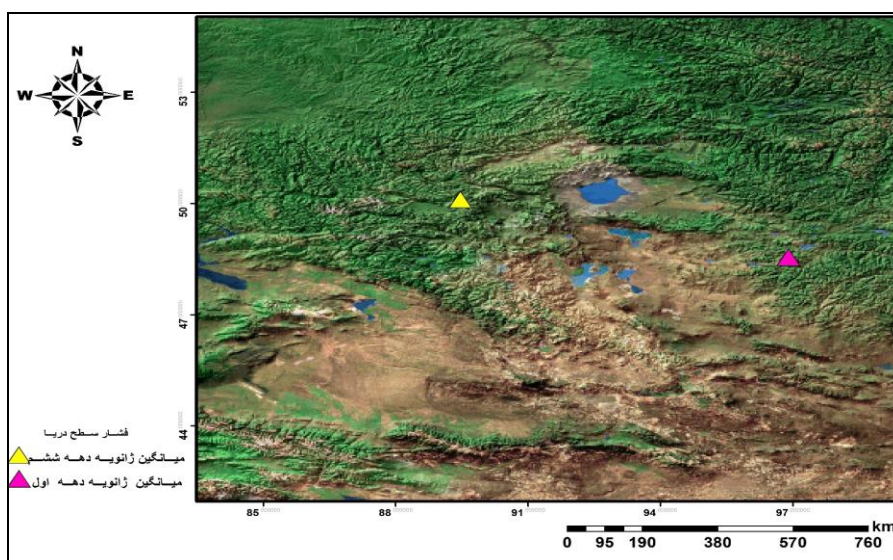 N
W E
S
53
50
47
44
85 88 91 94 97
فشار سطح دریا
میانگین ژانویه دهه ششم
میانگین ژانویه دهه اول
km
0 95 190 380 570 760